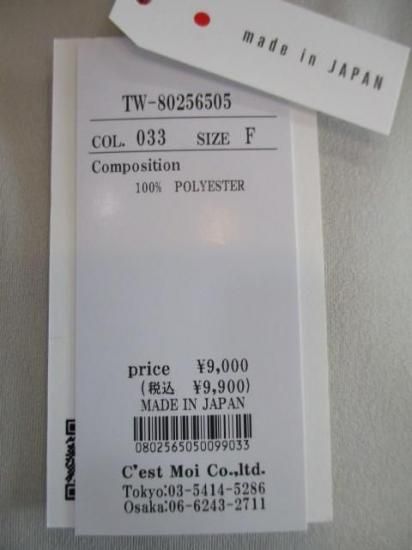 made in JAPAN
TW-80256505
COL. 033 SIZE F
Composition
100% POLYESTER
price ¥9,000
(税込 ¥9,900)
MADE IN JAPAN
0802565050099033
C'est Moi Co.,ltd.
Tokyo:03-5414-5286
Osaka:06-6243-2711